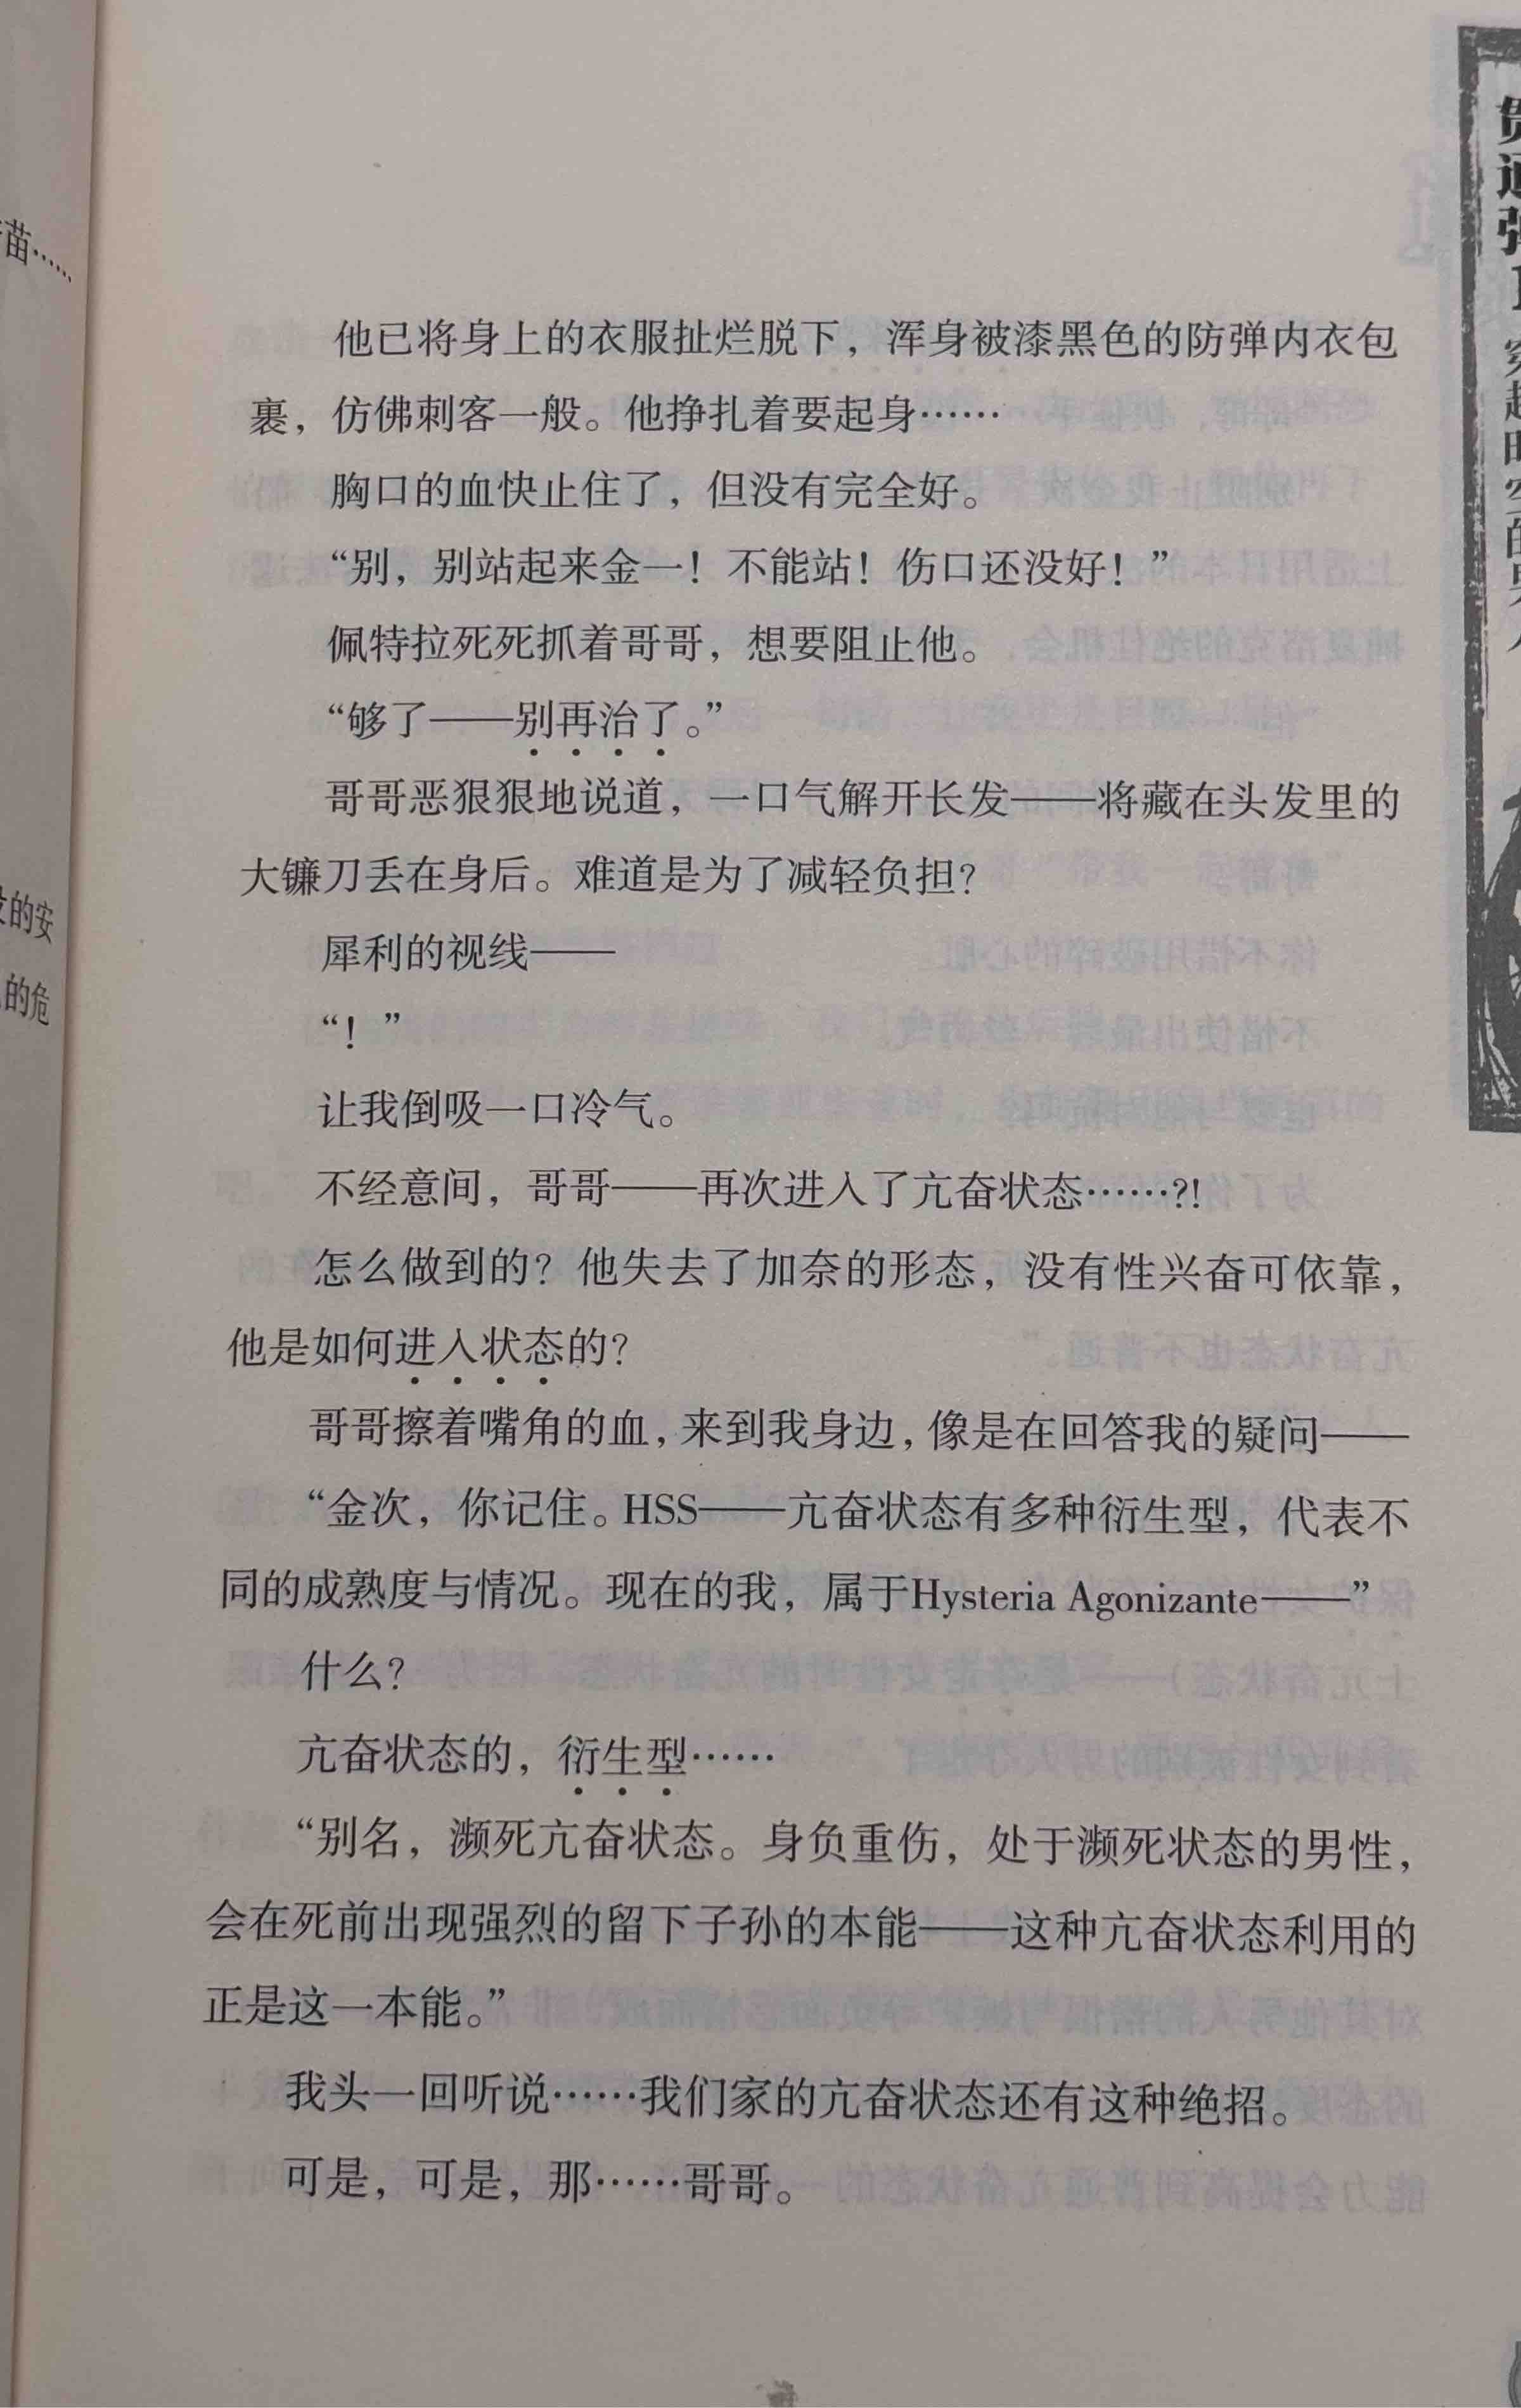 苗……
的安
的危
他已将身上的衣服扯烂脱下，浑身被漆黑色的防弹内衣包
裹，仿佛刺客一般。他挣扎着要起身……
胸口的血快止住了，但没有完全好。
“别，别站起来金一！不能站！伤口还没好！”
佩特拉死死抓着哥哥，想要阻止他。
“够了——别再治了。”
哥哥恶狠狠地说道，一口气解开长发——将藏在头发里的
大镰刀丢在身后。难道是为了减轻负担？
犀利的视线——
“！”
让我倒吸一口冷气。
不经意间，哥哥——再次进入了亢奋状态……?!
怎么做到的？他失去了加奈的形态，没有性兴奋可依靠，
他是如何进入状态的？
哥哥擦着嘴角的血，来到我身边，像是在回答我的疑问——
“金次，你记住。HSS——亢奋状态有多种衍生型，代表不
同的成熟度与情况。现在的我，属于Hysteria Agonizante——”
什么？
亢奋状态的，衍生型……
“别名，濒死亢奋状态。身负重伤，处于濒死状态的男性，
会在死前出现强烈的留下子孙的本能——这种亢奋状态利用的
正是这一本能。”
我头一回听说……我们家的亢奋状态还有这种绝招。
可是，可是，那……哥哥。